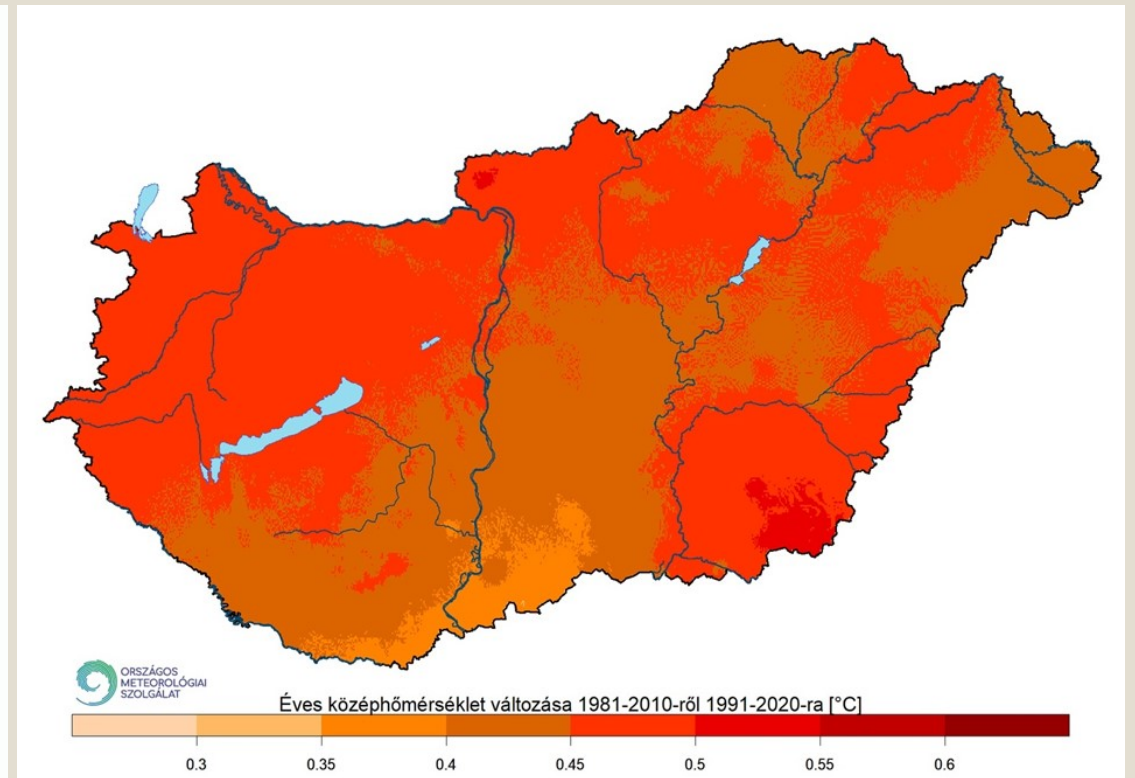 ORSZÁGOS
METEOROLÓGIAI
SZOLGÁLAT
Éves középhőmérséklet változása 1981-2010-ről 1991-2020-ra [°C]
0.3 0.35 0.4 0.45 0.5 0.55 0.6